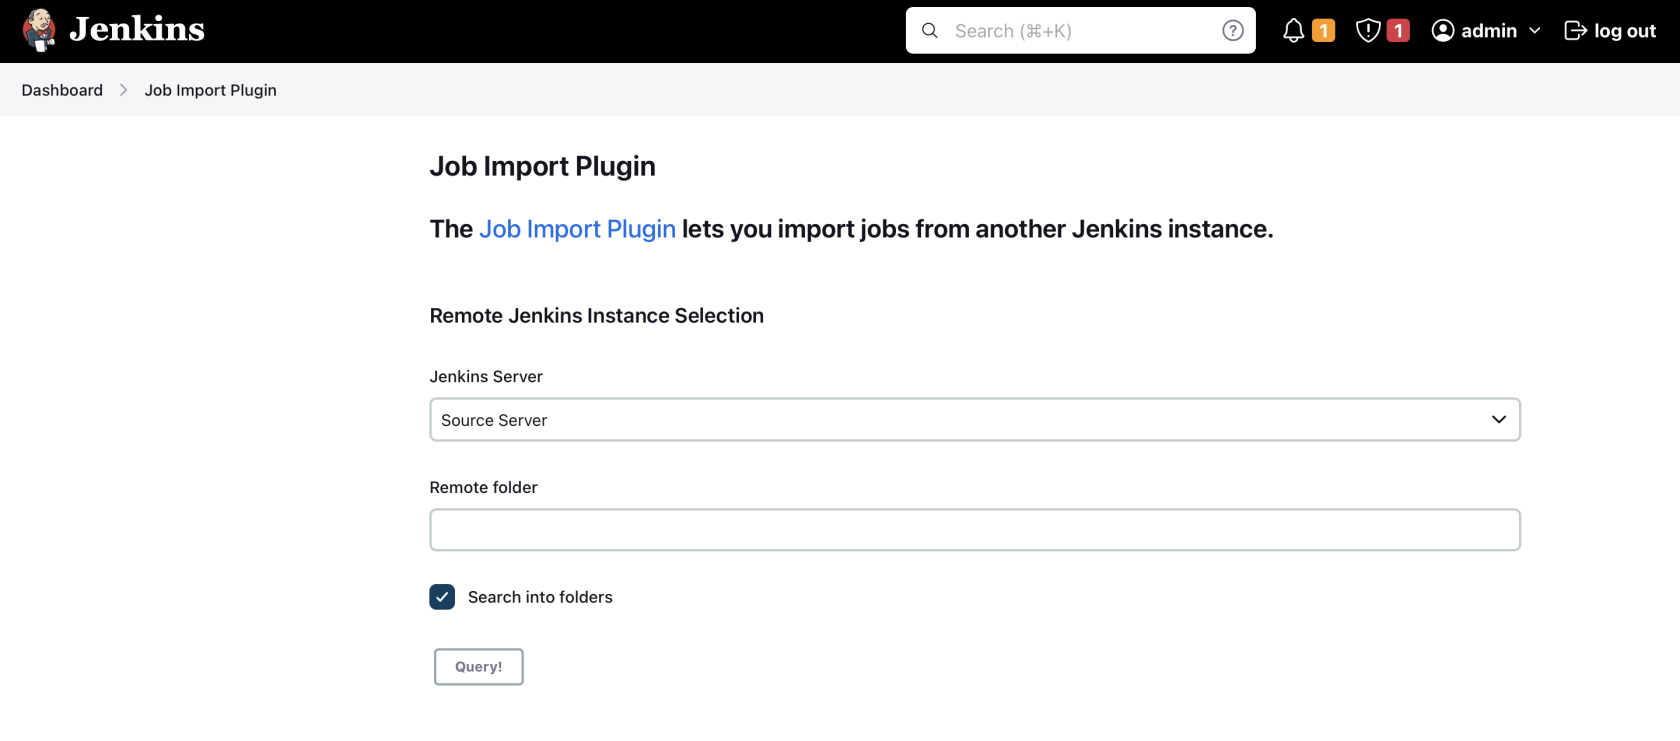 Jenkins
Search (⌘+K)
1
1
admin
log out
Dashboard
Job Import Plugin
Job Import Plugin
The Job Import Plugin lets you import jobs from another Jenkins instance.
Remote Jenkins Instance Selection
Jenkins Server
Source Server
Remote folder
Search into folders
Query!